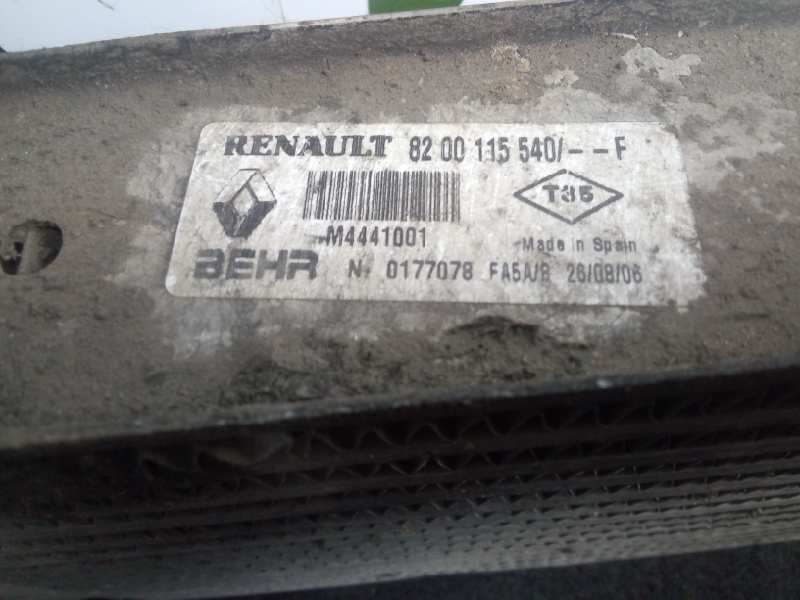 RENAULT 82 00 115 540/--F
T35
M4441001
Made in Spain
BEHR N. 0177078 FA5A/B 26/08/06